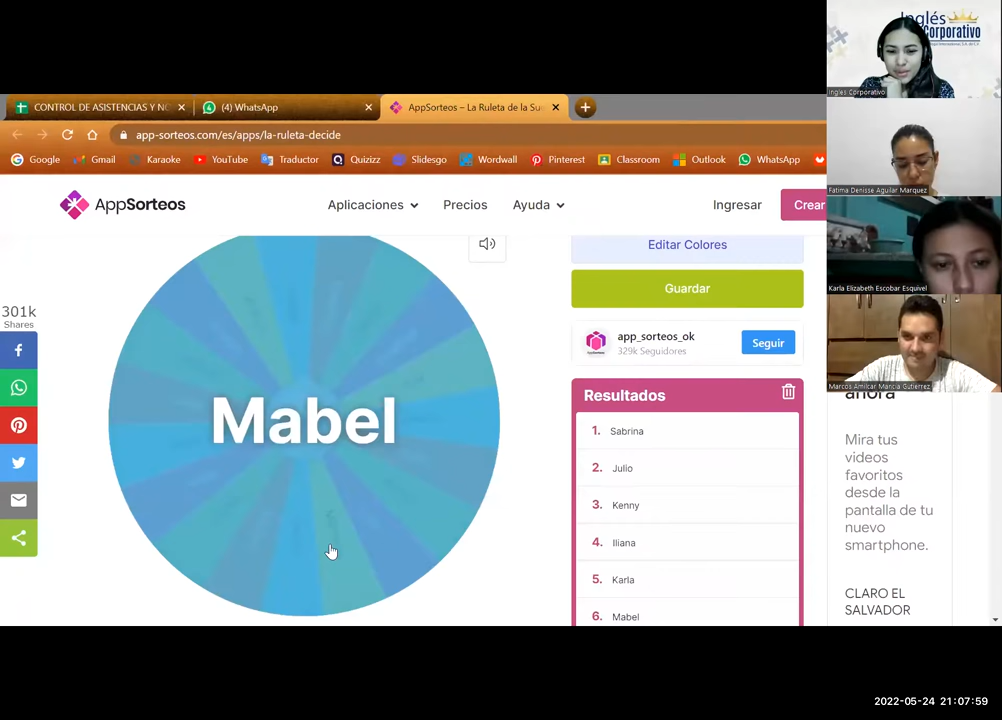 CONTROL DE ASISTENCIAS Y NO
(4) WhatsApp
AppSorteos – La Ruleta de la Su
app-sorteos.com/es/apps/la-ruleta-decide
Google
Gmail
Karaoke
YouTube
Traductor
Quizizz
Slidesgo
Wordwall
Pinterest
Classroom
Outlook
WhatsApp
AppSorteos
Aplicaciones
Precios
Ayuda
Ingresar
Crear
301k
Shares
Mabel
Editar Colores
Guardar
app_sorteos_ok
329k Seguidores
Seguir
Resultados
1. Sabrina
2. Julio
3. Kenny
4. Iliana
5. Karla
6. Mabel
Inglés
Corporativo
Ingles Corporativo
Fatima Denisse Aguilar Marquez
Karla Elizabeth Escobar Esquivel
Marcos Amilcar Mancia Gutierrez
ahora
Mira tus
videos
favoritos
desde la
pantalla de tu
nuevo
smartphone.
CLARO EL
SALVADOR
2022-05-24 21:07:59